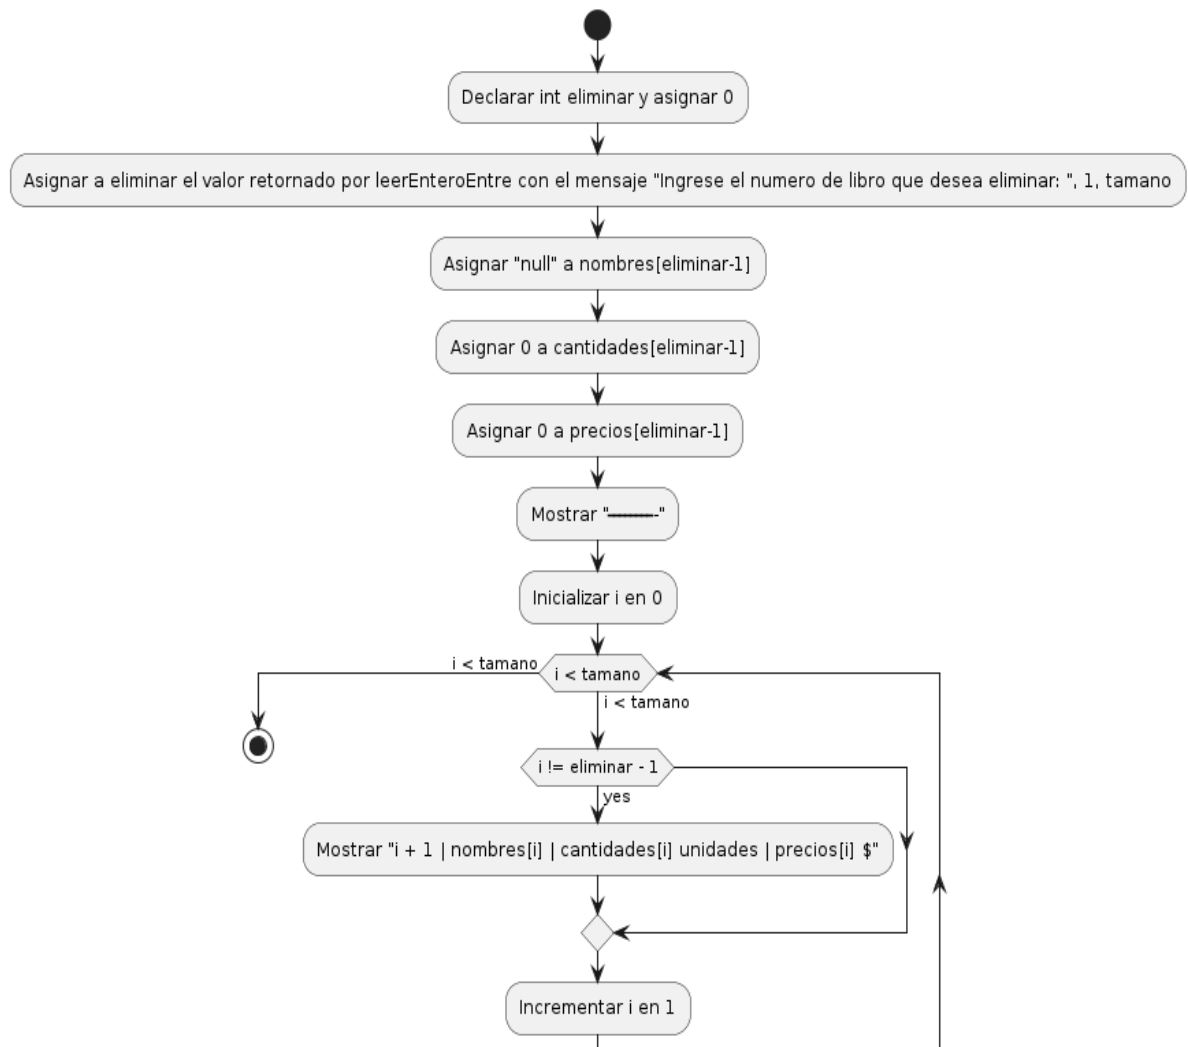 Declarar int eliminar y asignar 0
Asignar a eliminar el valor retornado por leerEnteroEntre con el mensaje "Ingrese el numero de libro que desea eliminar: ", 1, tamano
Asignar "null" a nombres[eliminar-1]
Asignar 0 a cantidades[eliminar-1]
Asignar 0 a precios[eliminar-1]
Mostrar "----------"
Inicializar i en 0
i < tamano
i < tamano
i < tamano
i != eliminar - 1
yes
Mostrar "i + 1 | nombres[i] | cantidades[i] unidades | precios[i] $"
Incrementar i en 1